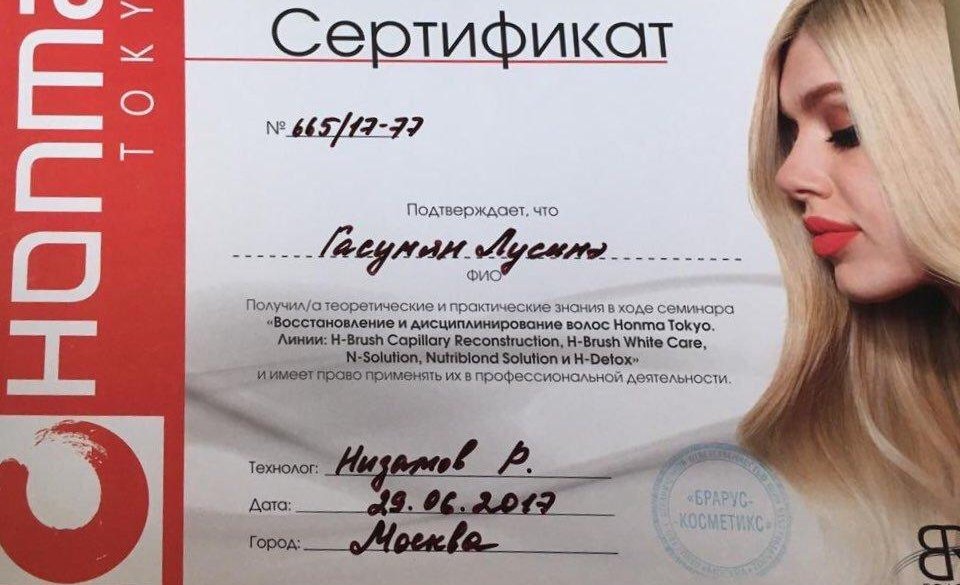 Honma
TOKY
Сертификат
№ 665/17-77
Подтверждает, что
Гасумян Лусине
ФИО
Получил/а теоретические и практические знания в ходе семинара
«Восстановление и дисциплинирование волос Honma Tokyo.
Линии: H-Brush Capillary Reconstruction, H-Brush White Care,
N-Solution, Nutriblond Solution и H-Detox»
и имеет право применять их в профессиональной деятельности.
Технолог: Низамов Р.
Дата: 29.06.2017
Город: Москва
«БРАРУС-
КОСМЕТИКС»